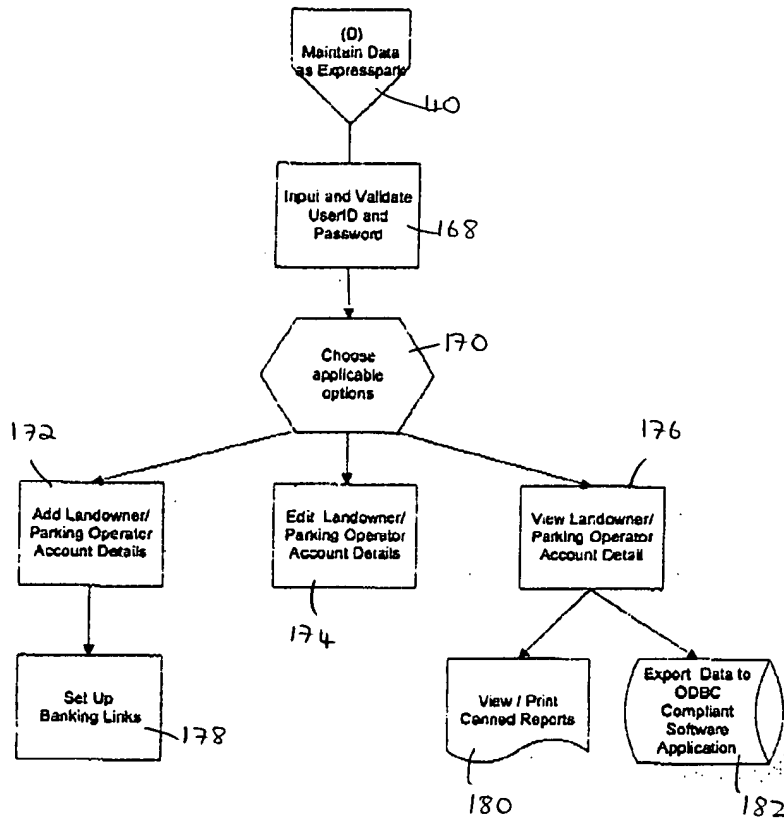 (D)
Maintain Data
as Expresspark
40
Input and Validate
UserID and
Password
168
Choose
applicable
options
170
172
Add Landowner/
Parking Operator
Account Details
Edit Landowner/
Parking Operator
Account Details
174
176
View Landowner/
Parking Operator
Account Detail
Set Up
Banking Links
178
View / Print
Canned Reports
180
Export Data to
ODBC
Compliant
Software
Application
182